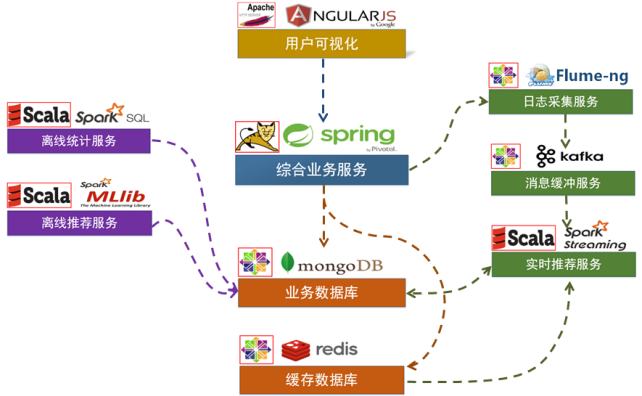 Apache
HTTP SERVER
ANGULARJS
by Google
用户可视化
Flume-ng
日志采集服务
Scala Spark SQL
离线统计服务
spring
by Pivotal.
综合业务服务
kafka
消息缓冲服务
Scala Spark MLlib
The Machine Learning Library
离线推荐服务
Scala Spark Streaming
实时推荐服务
mongoDB
业务数据库
redis
缓存数据库